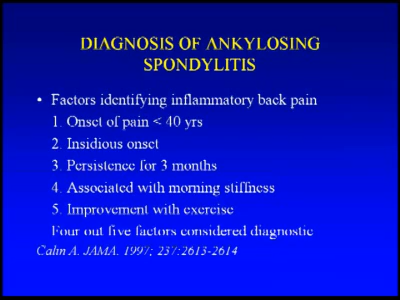 DIAGNOSIS OF ANKYLOSING
SPONDYLITIS
• Factors identifying inflammatory back pain
1. Onset of pain < 40 yrs
2. Insidious onset
3. Persistence for 3 months
4. Associated with morning stiffness
5. Improvement with exercise
Four out five factors considered diagnostic
Calin A. JAMA. 1997; 237:2613-2614